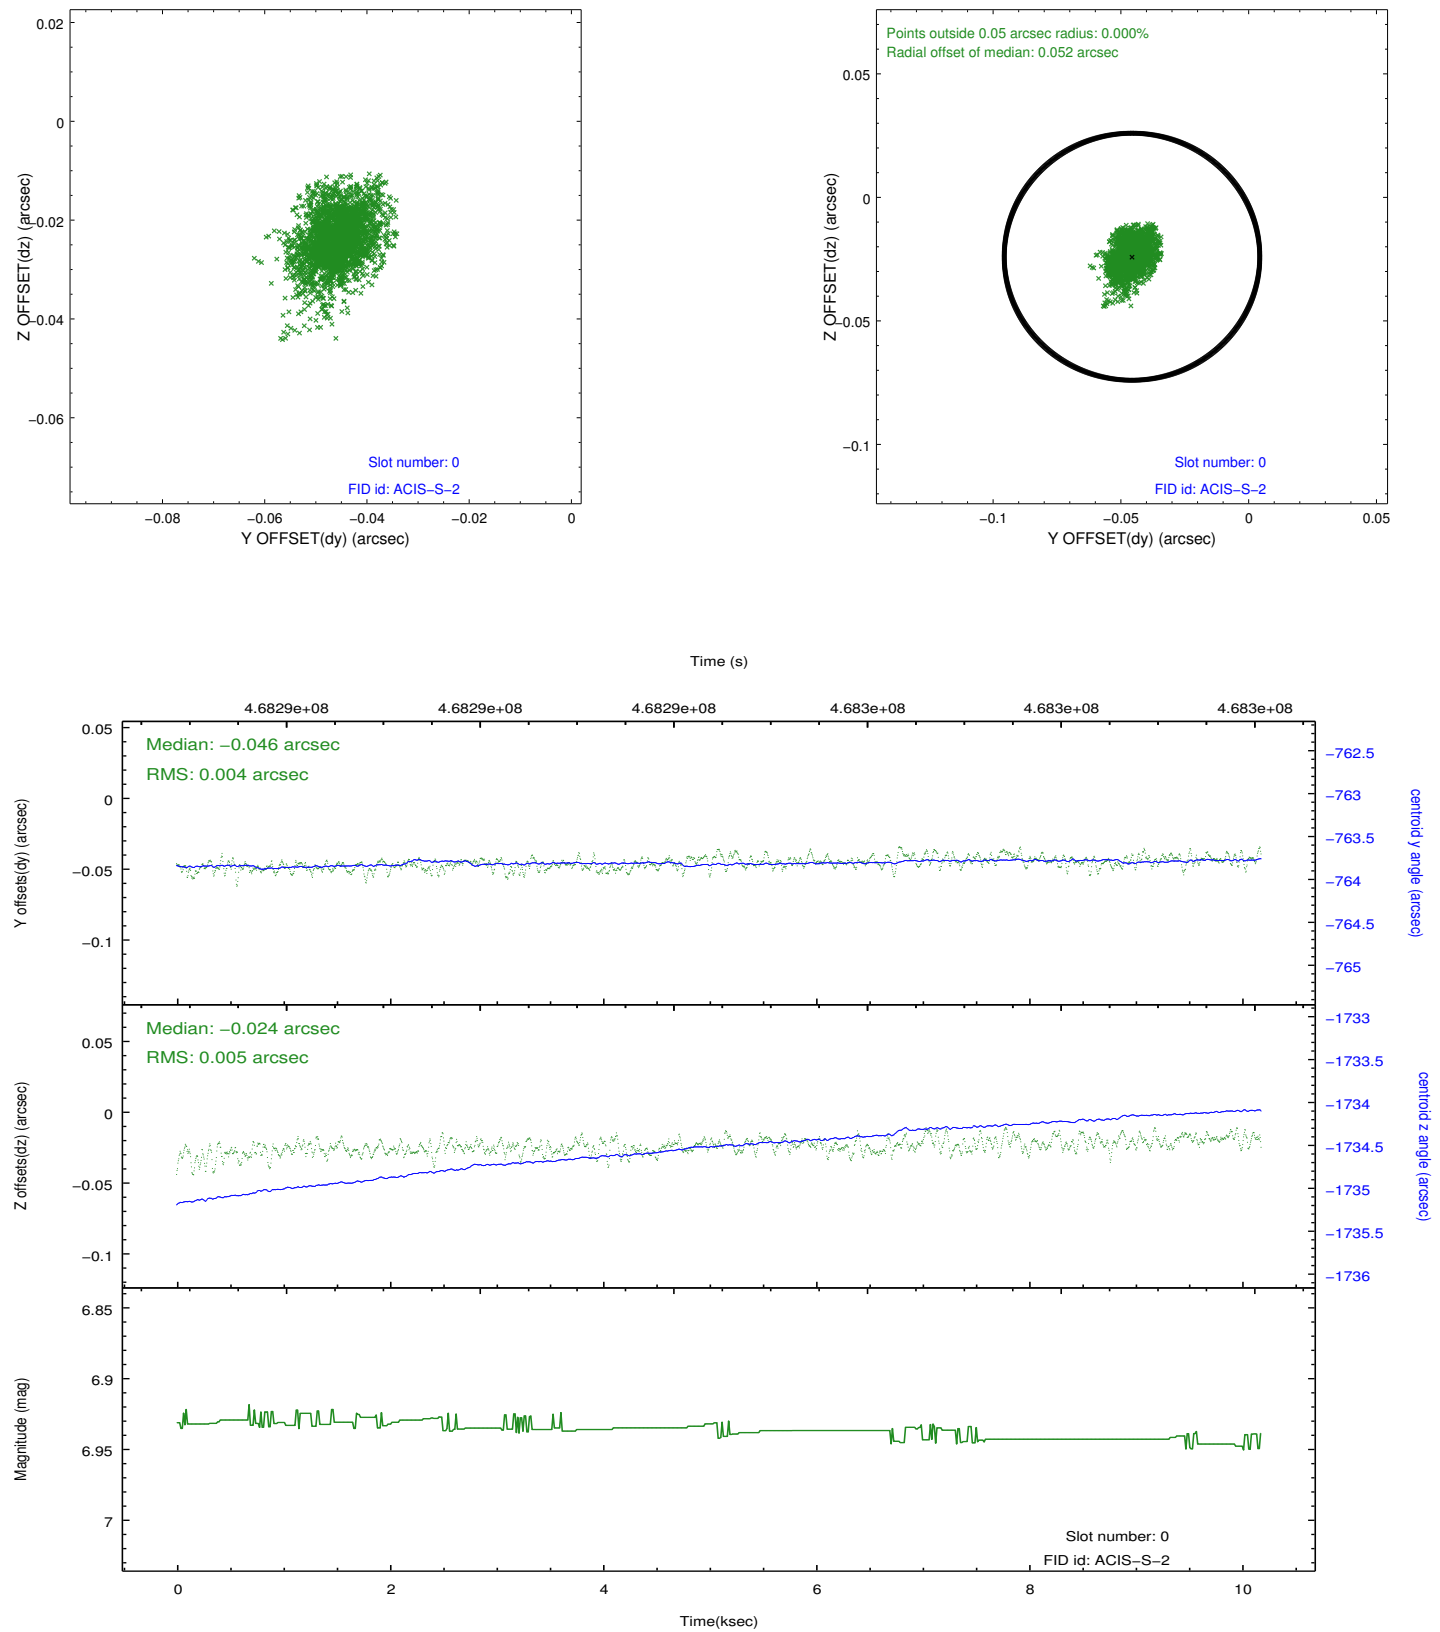 0.02
0
−0.02
−0.04
−0.06
Z OFFSET(dz) (arcsec)
Slot number: 0
FID id: ACIS−S−2
−0.08 −0.06 −0.04 −0.02 0
Y OFFSET(dy) (arcsec)
Points outside 0.05 arcsec radius: 0.000%
Radial offset of median: 0.052 arcsec
0.05
0
−0.05
−0.1
Z OFFSET(dz) (arcsec)
Slot number: 0
FID id: ACIS−S−2
−0.1 −0.05 0 0.05
Y OFFSET(dy) (arcsec)
Time (s)
4.6829e+08 4.6829e+08 4.6829e+08 4.683e+08 4.683e+08 4.683e+08
Median: −0.046 arcsec
RMS: 0.004 arcsec
0.05
0
−0.05
−0.1
Y offsets(dy) (arcsec)
−762.5
−763
−763.5
−764
−764.5
−765
centroid y angle (arcsec)
Median: −0.024 arcsec
RMS: 0.005 arcsec
0.05
0
−0.05
−0.1
Z offsets(dz) (arcsec)
−1733
−1733.5
−1734
−1734.5
−1735
−1735.5
−1736
centroid z angle (arcsec)
6.85
6.9
6.95
7
Magnitude (mag)
Slot number: 0
FID id: ACIS−S−2
0 2 4 6 8 10
Time(ksec)